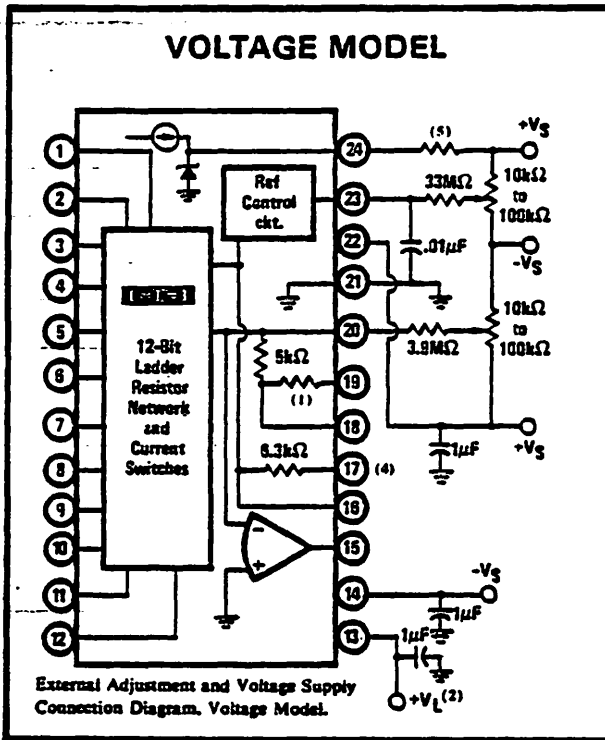 VOLTAGE MODEL
1
2
3
4
5
6
7
8
9
10
11
12
Ref
Control
ckt.
12-Bit
Ladder
Resistor
Network
and
Current
Switches
5kΩ
(1)
6.3kΩ
-
+
24
23
22
21
20
19
18
17 (4)
16
15
14
13
(5)
+VS
33MΩ
10kΩ
to
100kΩ
.01µF
-VS
3.9MΩ
10kΩ
to
100kΩ
1µF
+VS
-VS
1µF
1µF
+VL(2)
External Adjustment and Voltage Supply
Connection Diagram, Voltage Model.